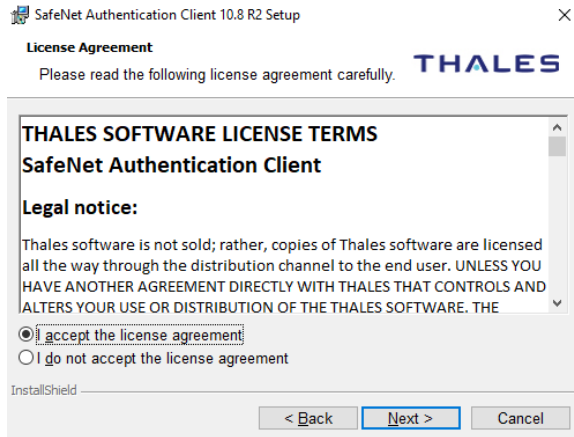 SafeNet Authentication Client 10.8 R2 Setup
License Agreement
Please read the following license agreement carefully.
THALES
THALES SOFTWARE LICENSE TERMS
SafeNet Authentication Client
Legal notice:
Thales software is not sold; rather, copies of Thales software are licensed
all the way through the distribution channel to the end user. UNLESS YOU
HAVE ANOTHER AGREEMENT DIRECTLY WITH THALES THAT CONTROLS AND
ALTERS YOUR USE OR DISTRIBUTION OF THE THALES SOFTWARE. THE
I accept the license agreement
I do not accept the license agreement
InstallShield
< Back Next > Cancel